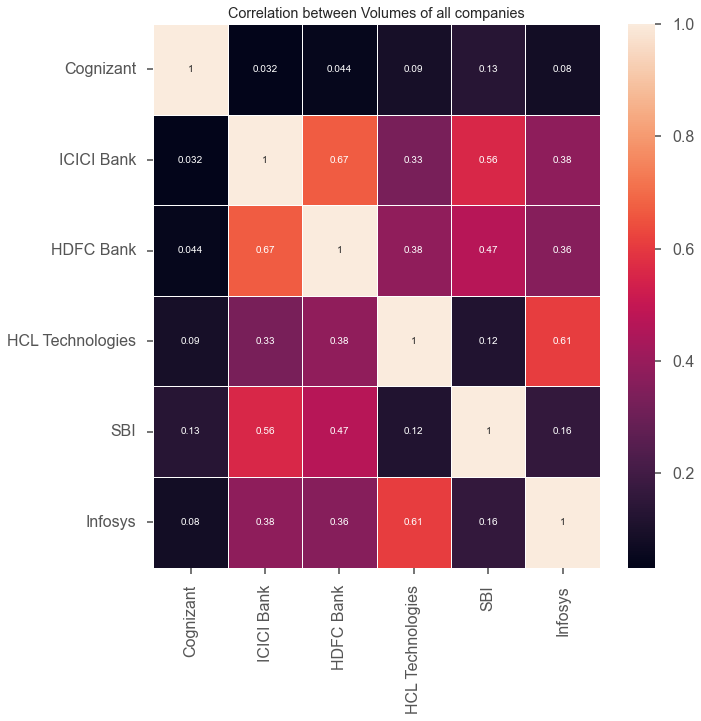 Correlation between Volumes of all companies
Cognizant 1 0.032 0.044 0.09 0.13 0.08
ICICI Bank 0.032 1 0.67 0.33 0.56 0.38
HDFC Bank 0.044 0.67 1 0.38 0.47 0.36
HCL Technologies 0.09 0.33 0.38 1 0.12 0.61
SBI 0.13 0.56 0.47 0.12 1 0.16
Infosys 0.08 0.38 0.36 0.61 0.16 1
Cognizant
ICICI Bank
HDFC Bank
HCL Technologies
SBI
Infosys
1.0
0.8
0.6
0.4
0.2